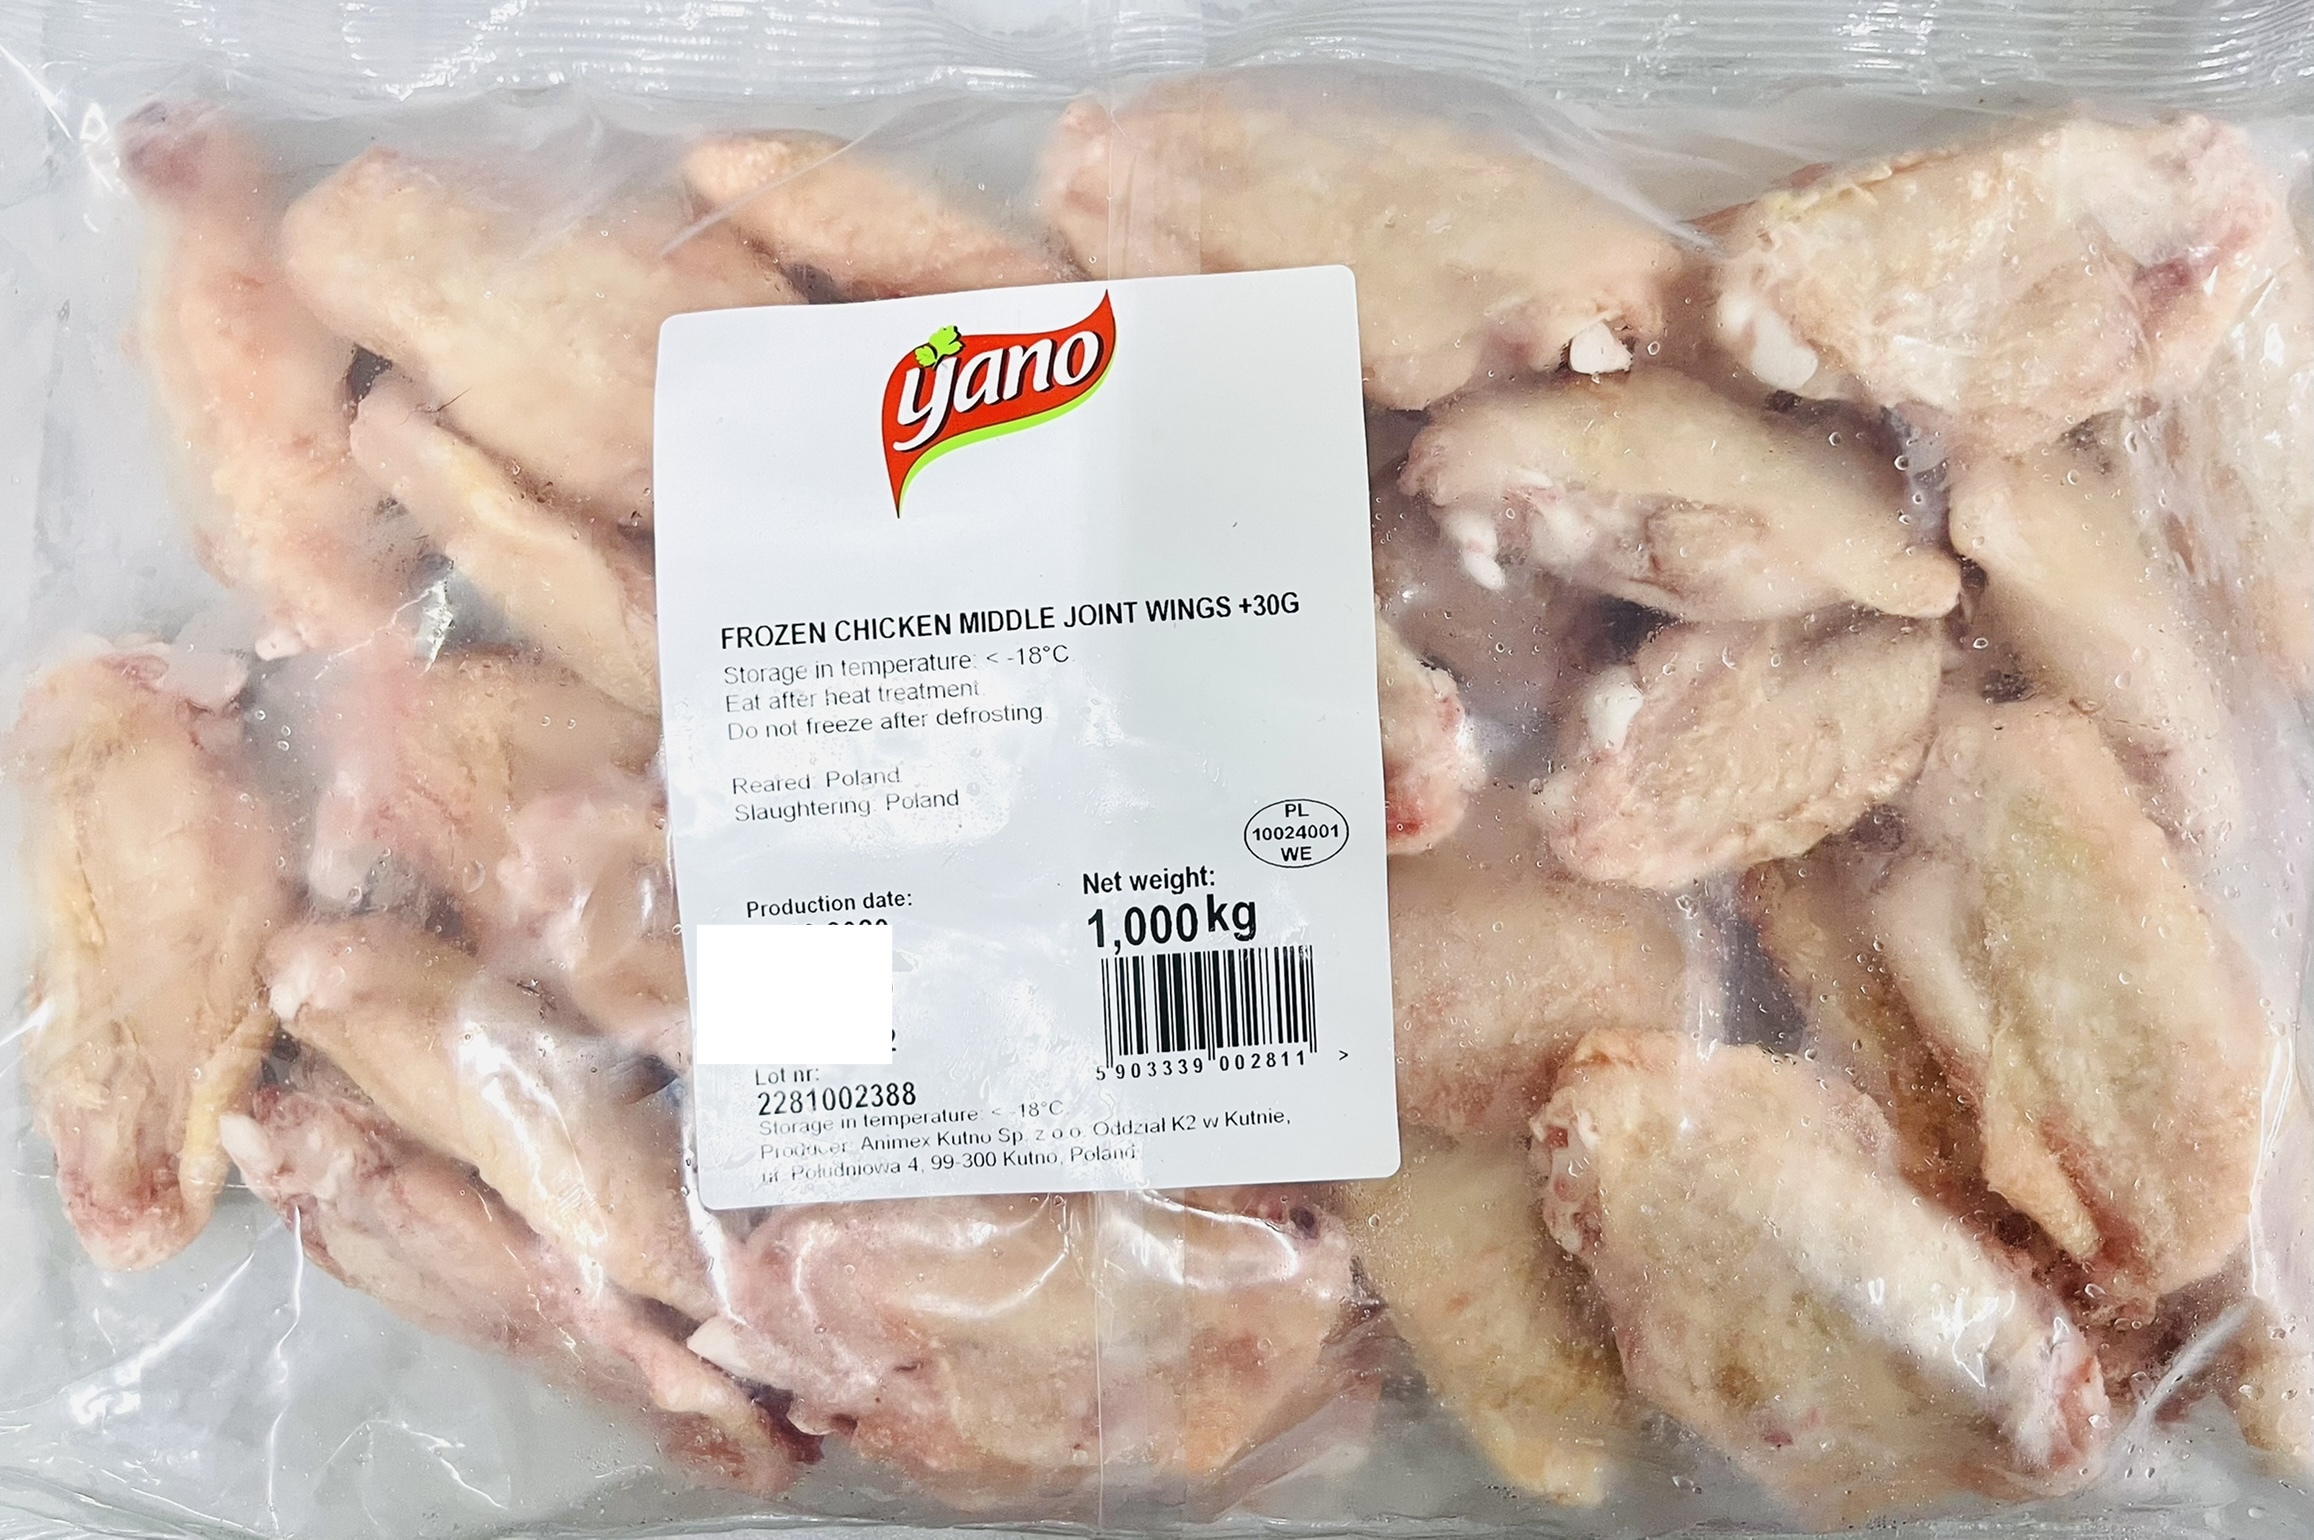 yano
FROZEN CHICKEN MIDDLE JOINT WINGS +30G
Storage in temperature: < -18°C
Eat after heat treatment.
Do not freeze after defrosting
Reared: Poland
Slaughtering: Poland
PL
10024001
WE
Production date:
Net weight:
1,000 kg
5 903339 002811 >
Lot nr:
2281002388
Storage in temperature: < -18°C
Producer: Animex Kutno Sp. z o.o. Oddział K2 w Kutnie,
ul. Południowa 4, 99-300 Kutno, Poland